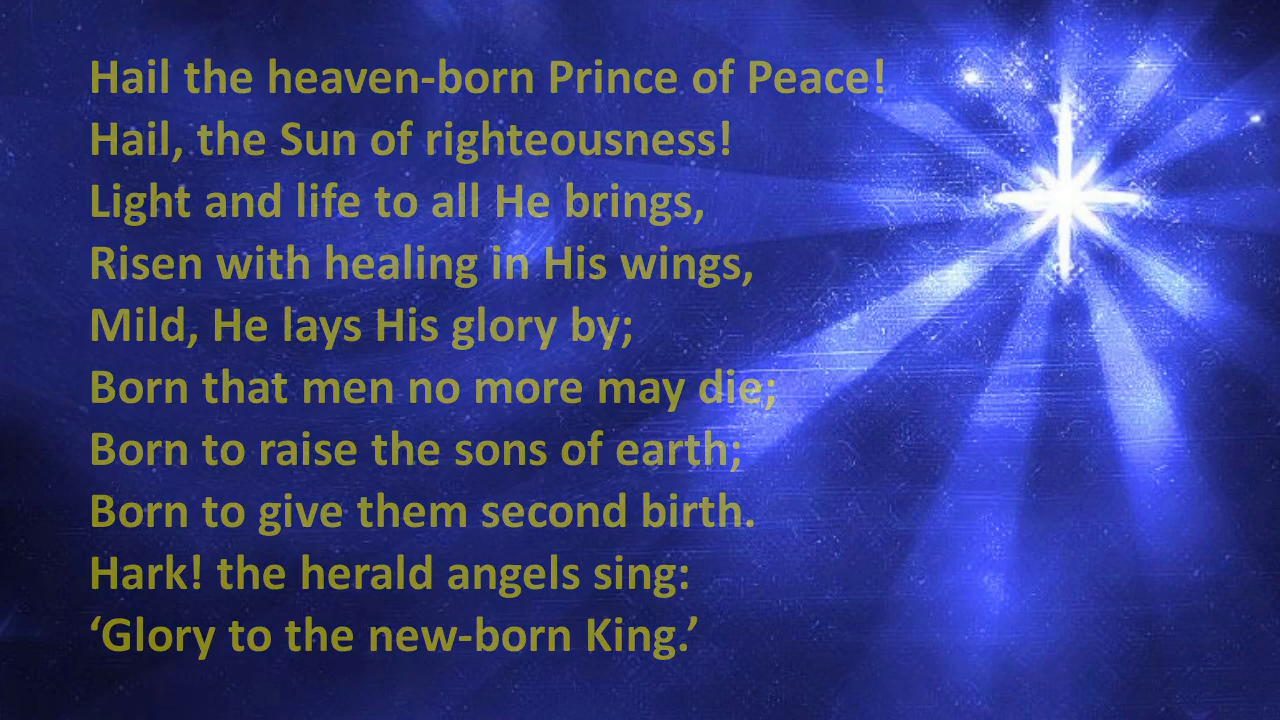 Hail the heaven-born Prince of Peace!
Hail, the Sun of righteousness!
Light and life to all He brings,
Risen with healing in His wings,
Mild, He lays His glory by;
Born that men no more may die;
Born to raise the sons of earth;
Born to give them second birth.
Hark! the herald angels sing:
‘Glory to the new-born King.’